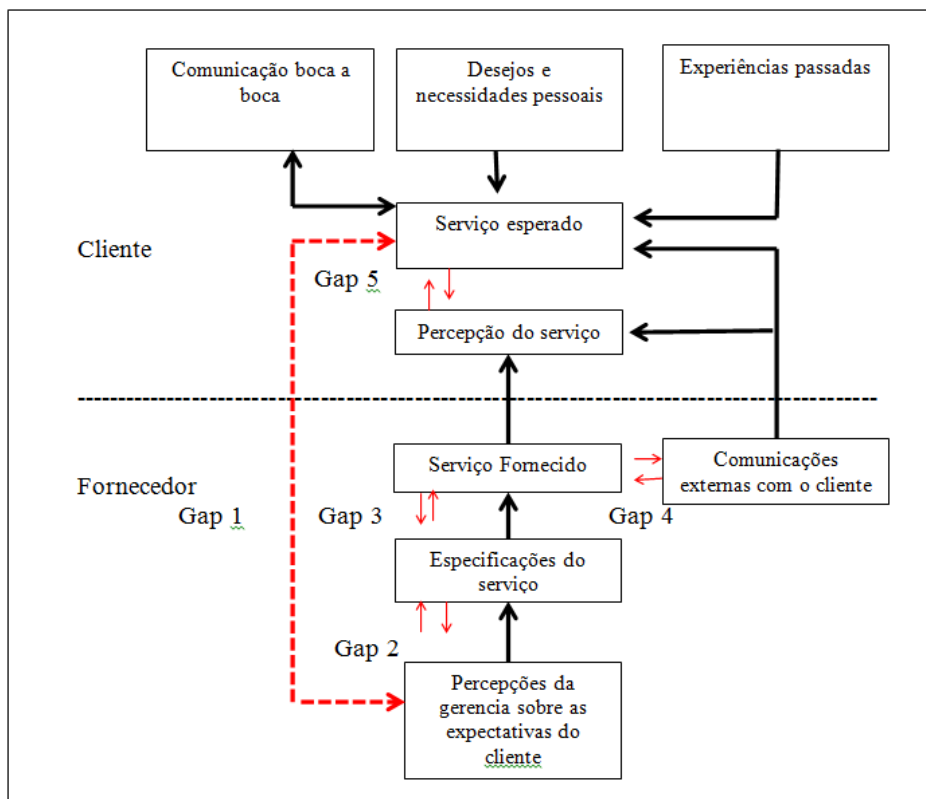 Comunicação boca a
boca
Desejos e
necessidades pessoais
Experiências passadas
Serviço esperado
Cliente
Gap 5
Percepção do serviço
Serviço Fornecido
Comunicações
externas com o cliente
Fornecedor
Gap 1
Gap 3
Gap 4
Especificações do
serviço
Gap 2
Percepções da
gerencia sobre as
expectativas do
cliente